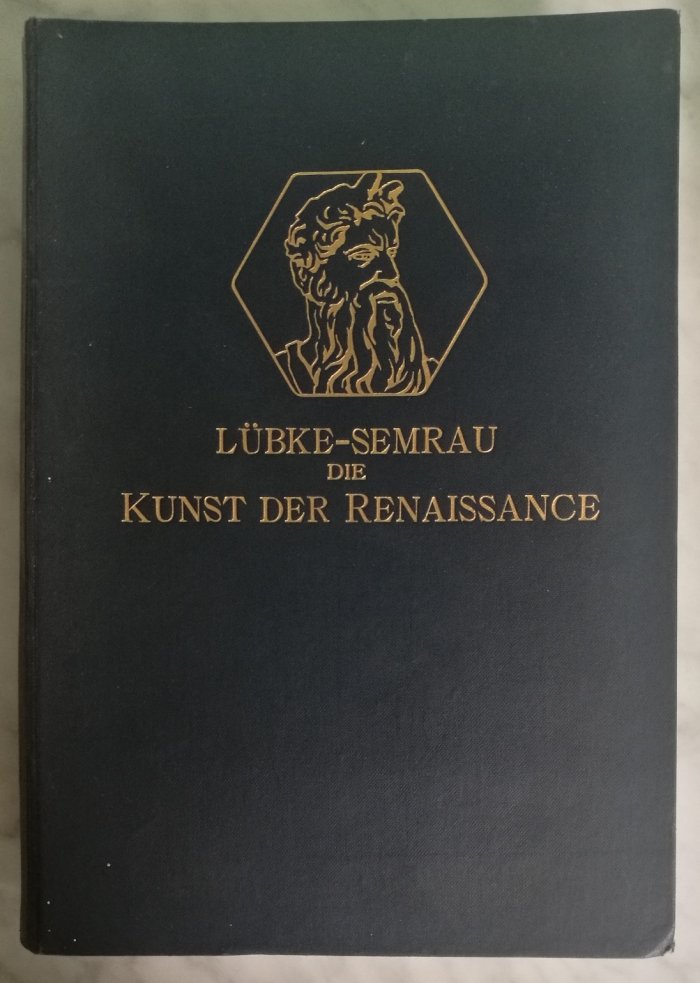 LÜBKE-SEMRAU
DIE
KUNST DER RENAISSANCE